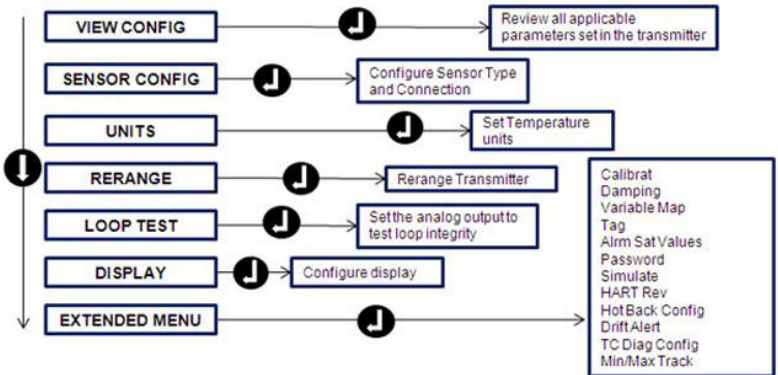 VIEW CONFIG
Review all applicable
parameters set in the transmitter
SENSOR CONFIG
Configure Sensor Type
and Connection
UNITS
Set Temperature
units
RERANGE
Rerange Transmitter
LOOP TEST
Set the analog output to
test loop integrity
DISPLAY
Configure display
EXTENDED MENU
Calibrat
Damping
Variable Map
Tag
Alrm Sat Values
Password
Simulate
HART Rev
Hot Back Config
Drift Alert
TC Diag Config
Min/Max Track